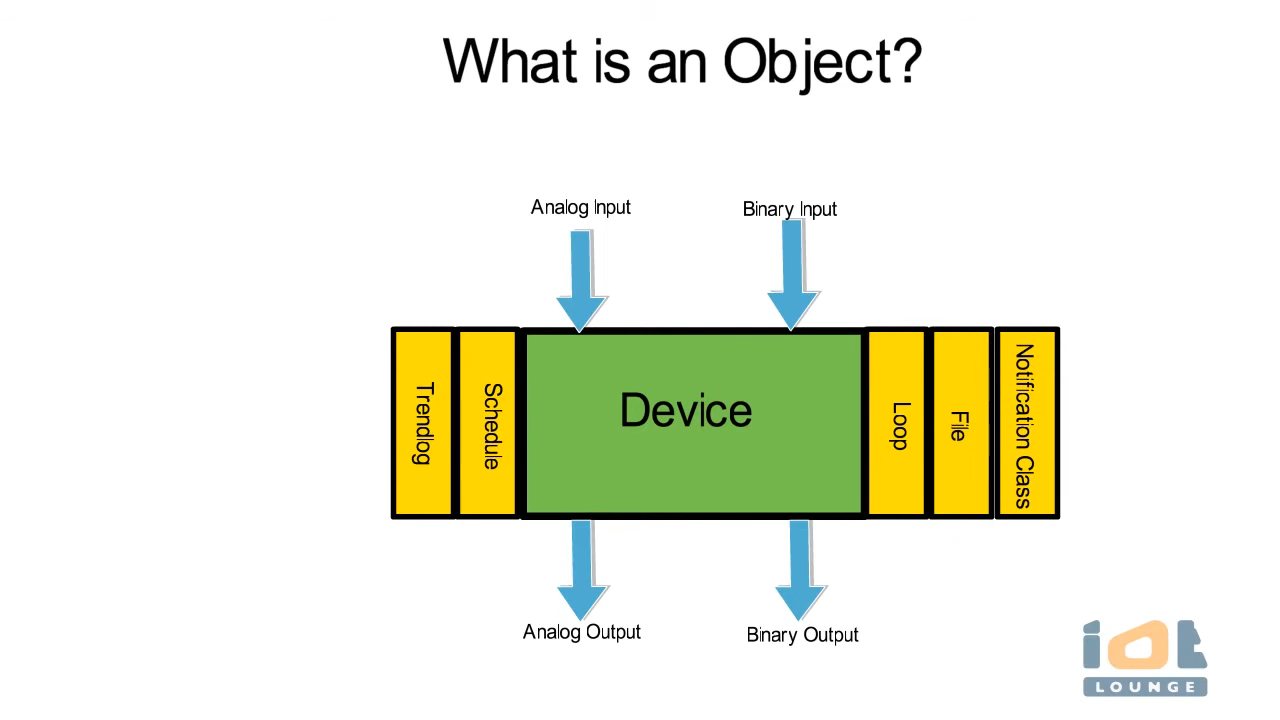 What is an Object?
Analog Input
Binary Input
Trendlog
Schedule
Device
Loop
File
Notification Class
Analog Output
Binary Output
iot
LOUNGE